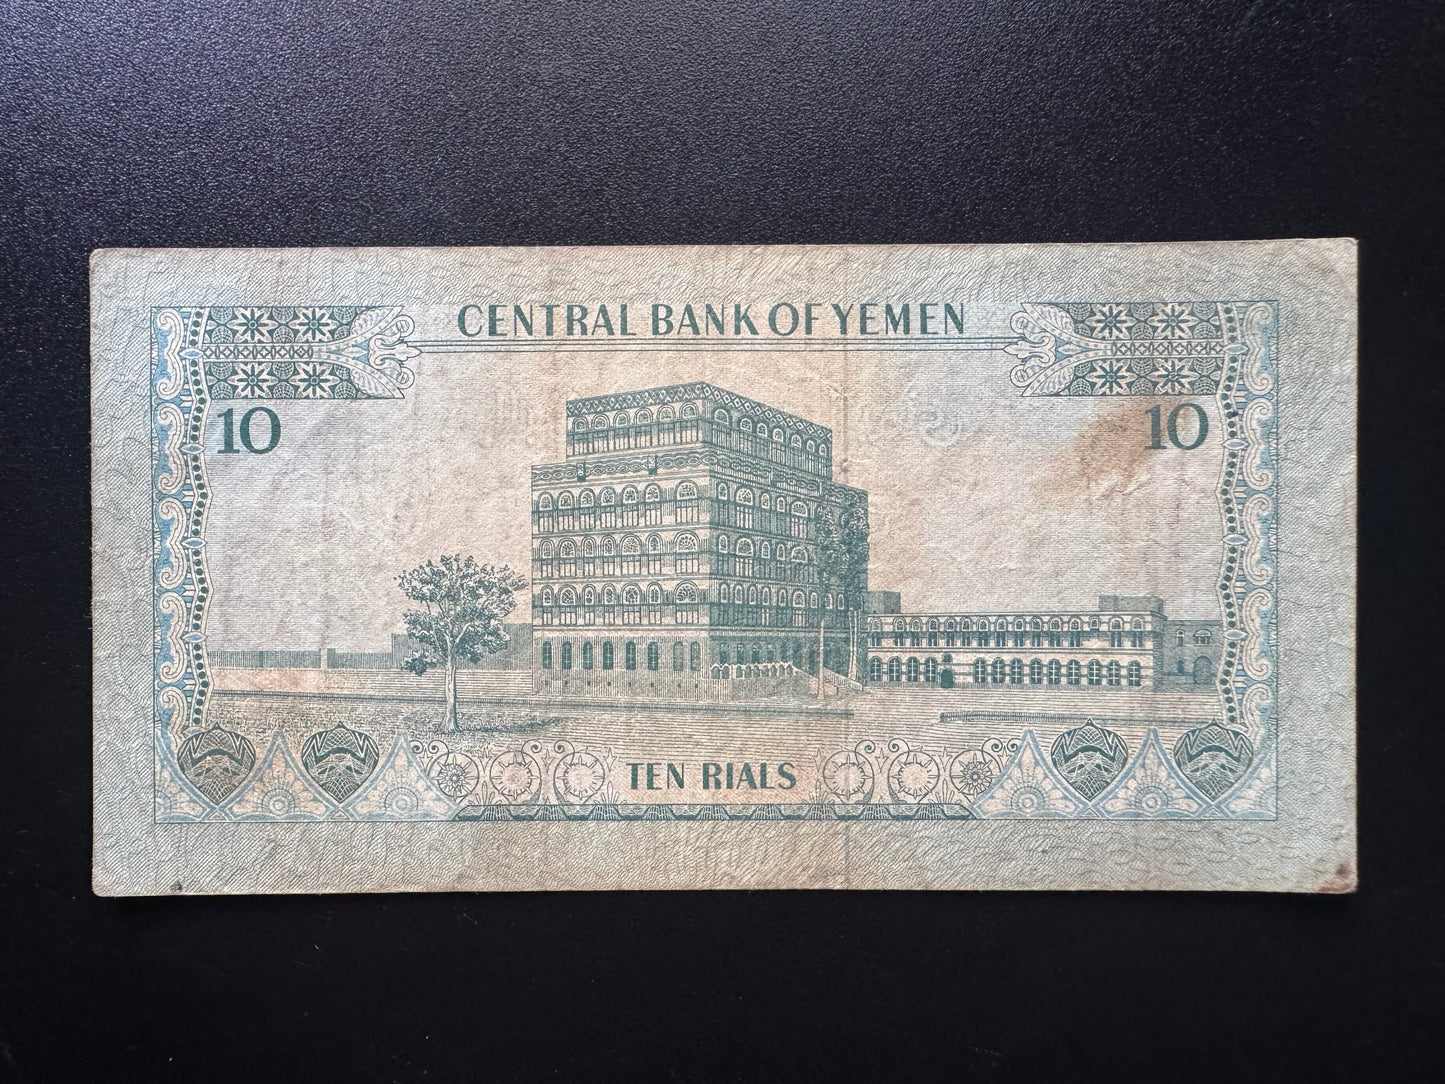 CENTRAL BANK OF YEMEN
10 10
TEN RIALS